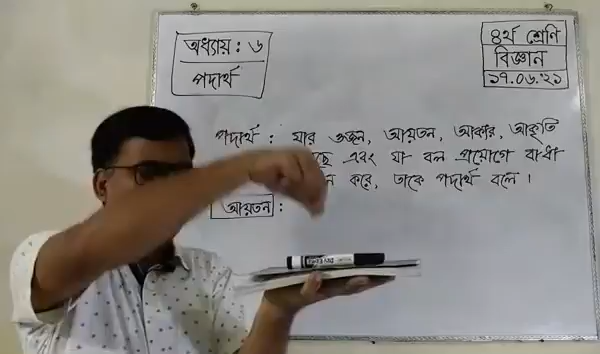 অধ্যায় : ৬
পদার্থ
৪র্থ শ্রেণি
বিজ্ঞান
১৭.০৬.২১
পদার্থ : যার ওজন, আয়তন, আকার, আকৃতি
ছে এবং যা বল প্রয়োগে বাধা
ন করে, তাকে পদার্থ বলে ।
আয়তন :